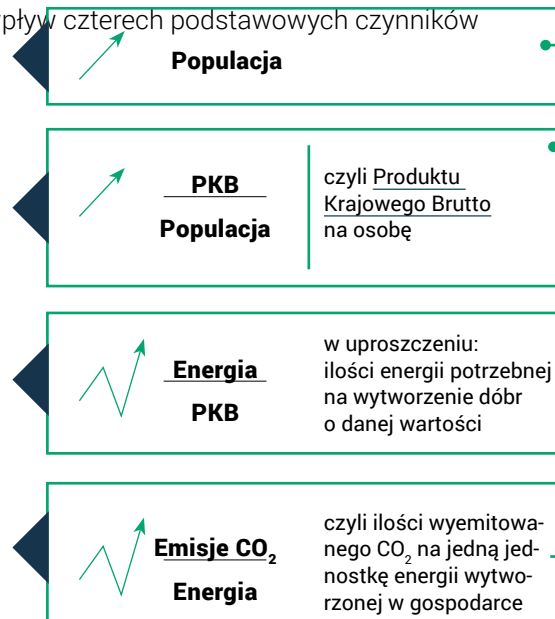 wpływ czterech podstawowych czynników
Populacja
PKB
Populacja
czyli Produktu
Krajowego Brutto
na osobę
Energia
PKB
w uproszczeniu:
ilości energii potrzebnej
na wytworzenie dóbr
o danej wartości
Emisje CO₂
Energia
czyli ilości wyemitowa-
nego CO₂ na jedną jed-
nostkę energii wytwo-
rzonej w gospodarce